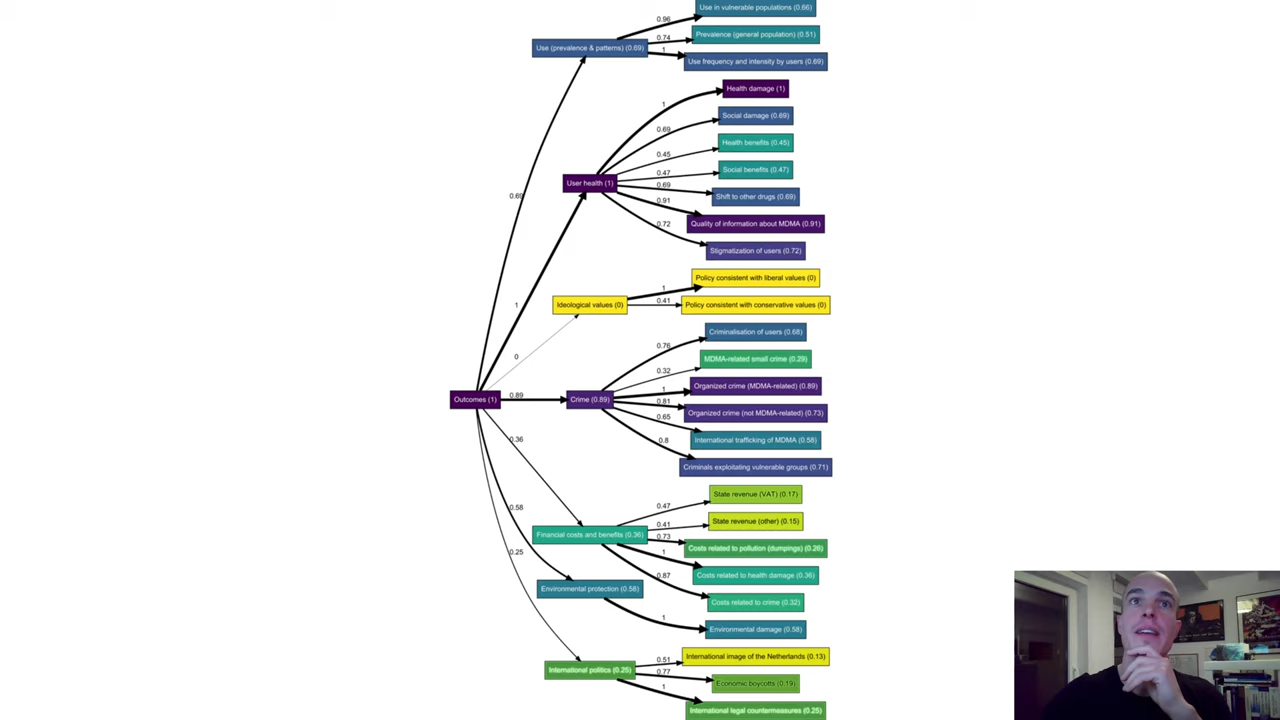 Use in vulnerable populations (0.66)
0.96
Prevalence (general population) (0.51)
0.74
Use (prevalence & patterns) (0.69)
1
Use frequency and intensity by users (0.69)
Health damage (1)
1
Social damage (0.69)
0.69
Health benefits (0.45)
0.45
Social benefits (0.47)
0.47
User health (1)
0.69
Shift to other drugs (0.69)
0.69
0.91
Quality of information about MDMA (0.91)
0.72
Stigmatization of users (0.72)
Policy consistent with liberal values (0)
1
Ideological values (0)
0.41
Policy consistent with conservative values (0)
1
Criminalisation of users (0.68)
0.76
0
MDMA-related small crime (0.29)
0.32
Organized crime (MDMA-related) (0.89)
1
Outcomes (1)
0.89
Crime (0.89)
0.81
Organized crime (not MDMA-related) (0.73)
0.65
International trafficking of MDMA (0.58)
0.36
0.8
Criminals exploitating vulnerable groups (0.71)
State revenue (VAT) (0.17)
0.58
0.47
State revenue (other) (0.15)
0.41
Financial costs and benefits (0.36)
0.73
Costs related to pollution (dumpings) (0.26)
0.25
1
Costs related to health damage (0.36)
0.87
Environmental protection (0.58)
Costs related to crime (0.32)
1
Environmental damage (0.58)
International image of the Netherlands (0.13)
0.51
International politics (0.25)
0.77
Economic boycotts (0.19)
1
International legal countermeasures (0.25)